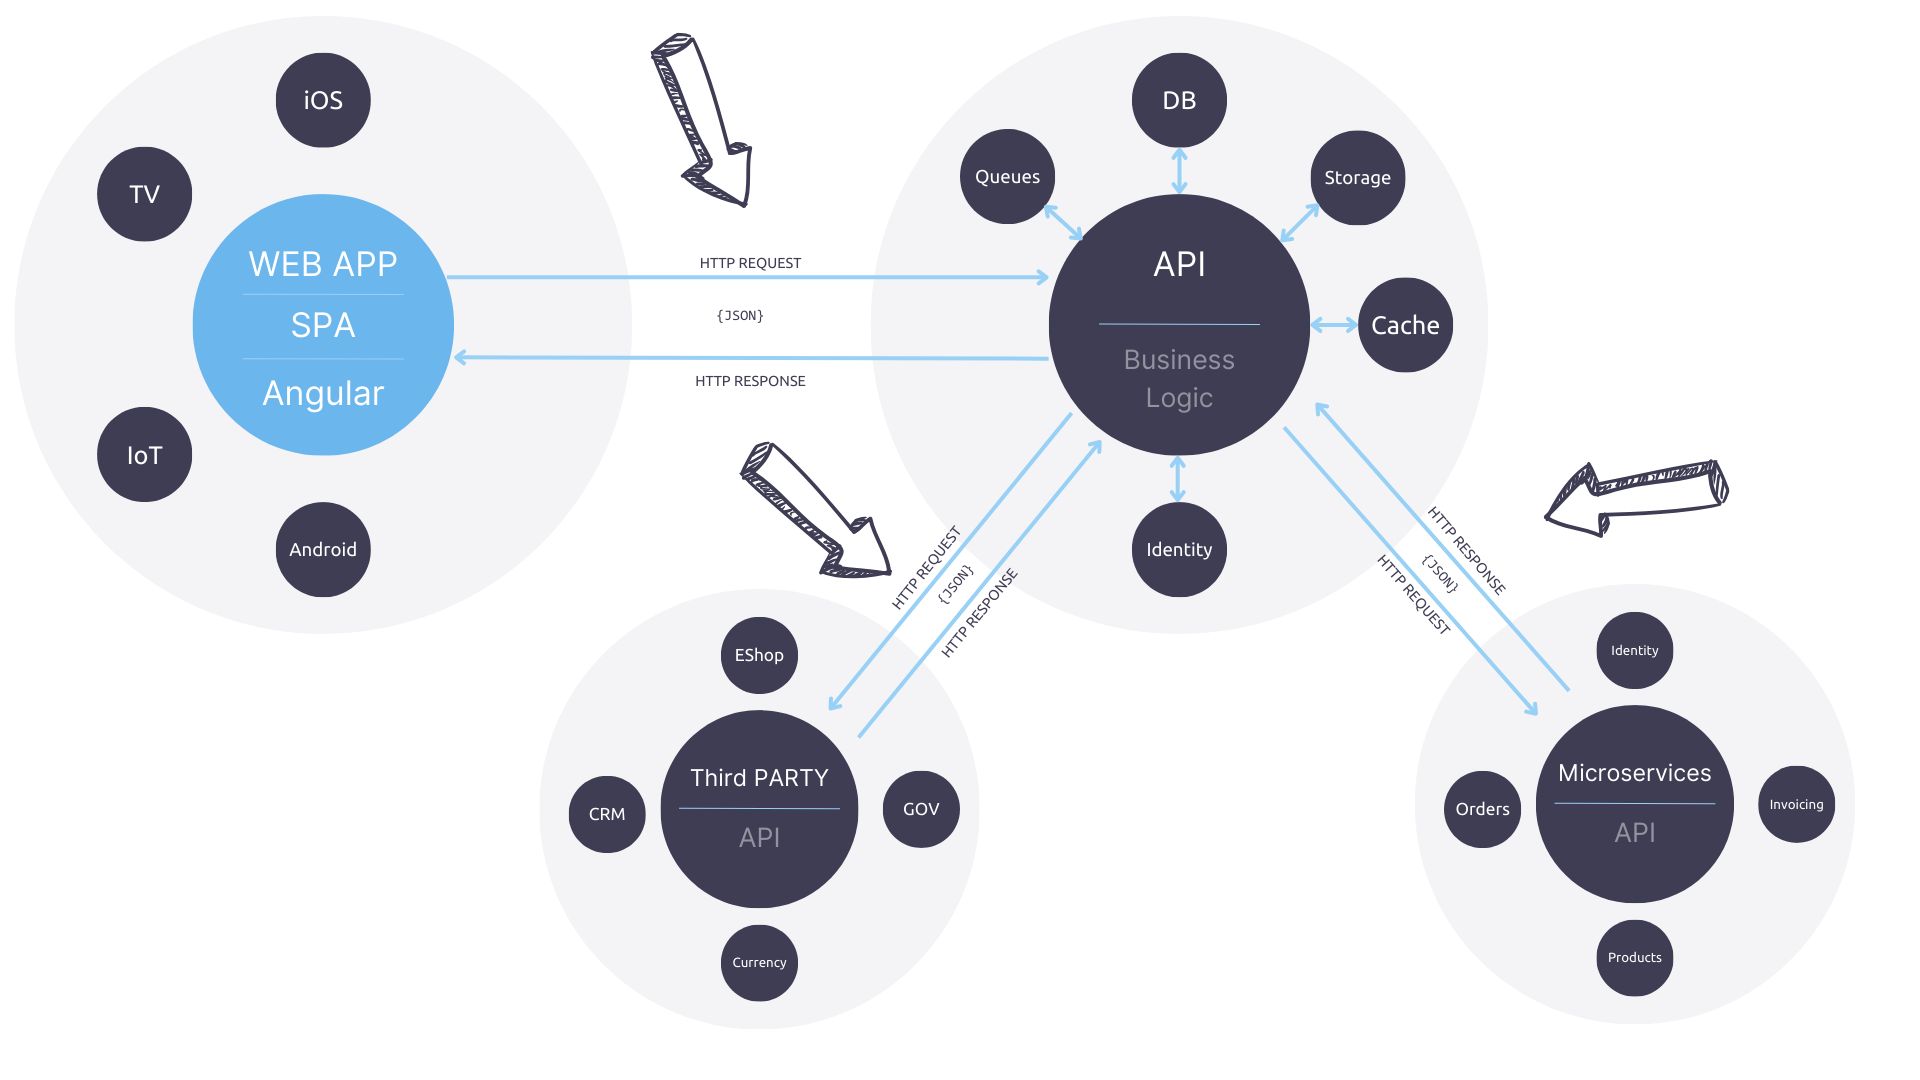 iOS
TV
WEB APP
SPA
Angular
IoT
Android
HTTP REQUEST
{JSON}
HTTP RESPONSE
DB
Queues
Storage
API
Business
Logic
Cache
Identity
HTTP REQUEST
{JSON}
HTTP RESPONSE
HTTP RESPONSE
{JSON}
HTTP REQUEST
EShop
CRM
Third PARTY
API
GOV
Currency
Identity
Orders
Microservices
API
Invoicing
Products